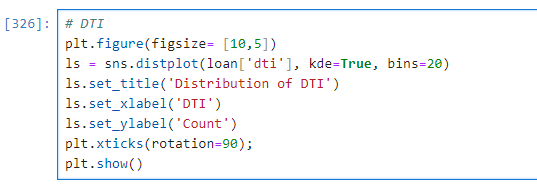 [326]: # DTI
plt.figure(figsize= [10,5])
ls = sns.distplot(loan['dti'], kde=True, bins=20)
ls.set_title('Distribution of DTI')
ls.set_xlabel('DTI')
ls.set_ylabel('Count')
plt.xticks(rotation=90);
plt.show()